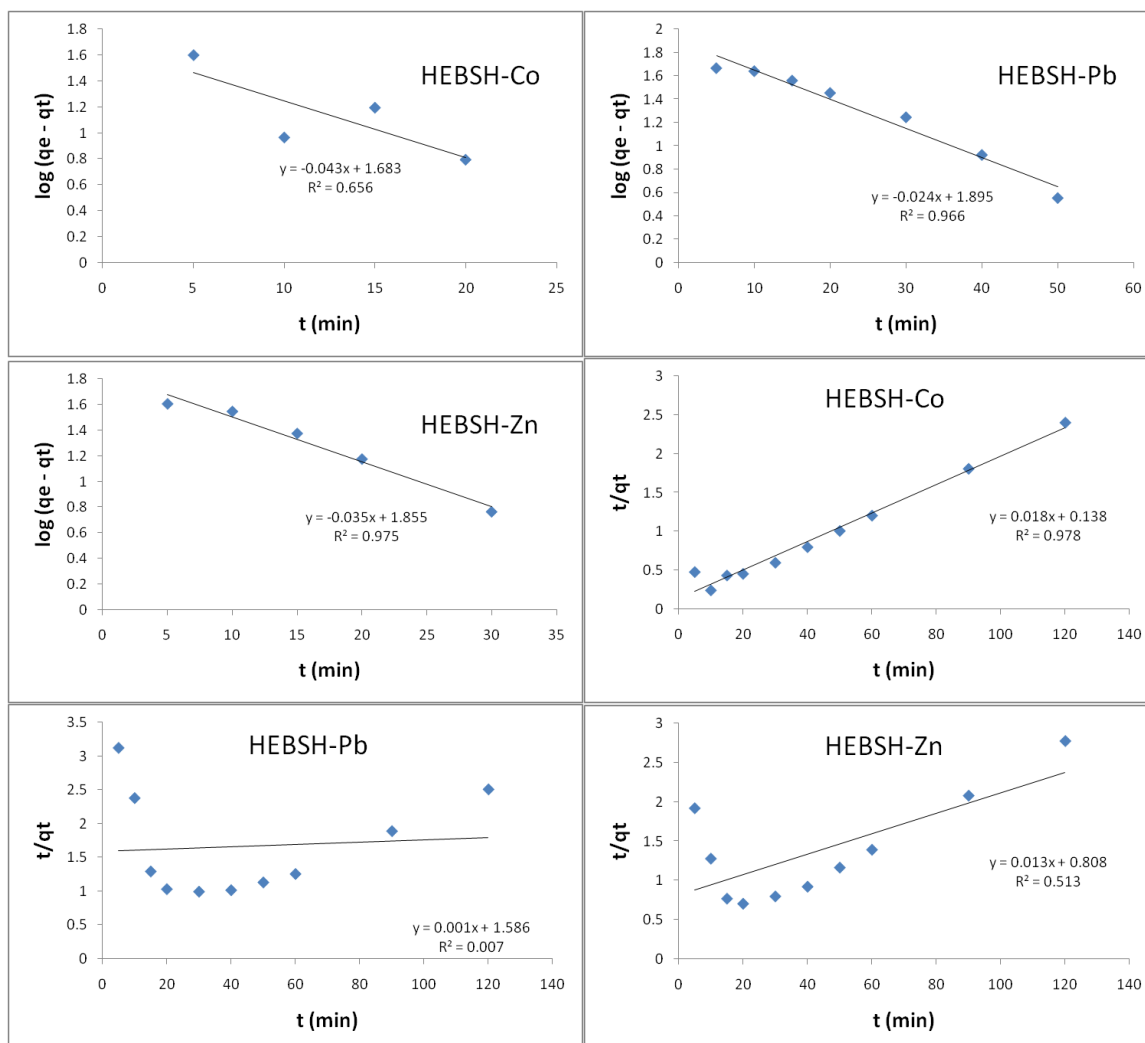 1.8
1.6
1.4
1.2
1
0.8
0.6
0.4
0.2
0
0 5 10 15 20 25
log (qe - qt)
t (min)
HEBSH-Co
y = -0.043x + 1.683
R² = 0.656
2
1.8
1.6
1.4
1.2
1
0.8
0.6
0.4
0.2
0
0 10 20 30 40 50 60
log (qe - qt)
t (min)
HEBSH-Pb
y = -0.024x + 1.895
R² = 0.966
1.8
1.6
1.4
1.2
1
0.8
0.6
0.4
0.2
0
0 5 10 15 20 25 30 35
log (qe - qt)
t (min)
HEBSH-Zn
y = -0.035x + 1.855
R² = 0.975
3
2.5
2
1.5
1
0.5
0
0 20 40 60 80 100 120 140
t/qt
t (min)
HEBSH-Co
y = 0.018x + 0.138
R² = 0.978
3.5
3
2.5
2
1.5
1
0.5
0
0 20 40 60 80 100 120 140
t/qt
t (min)
HEBSH-Pb
y = 0.001x + 1.586
R² = 0.007
3
2.5
2
1.5
1
0.5
0
0 20 40 60 80 100 120 140
t/qt
t (min)
HEBSH-Zn
y = 0.013x + 0.808
R² = 0.513